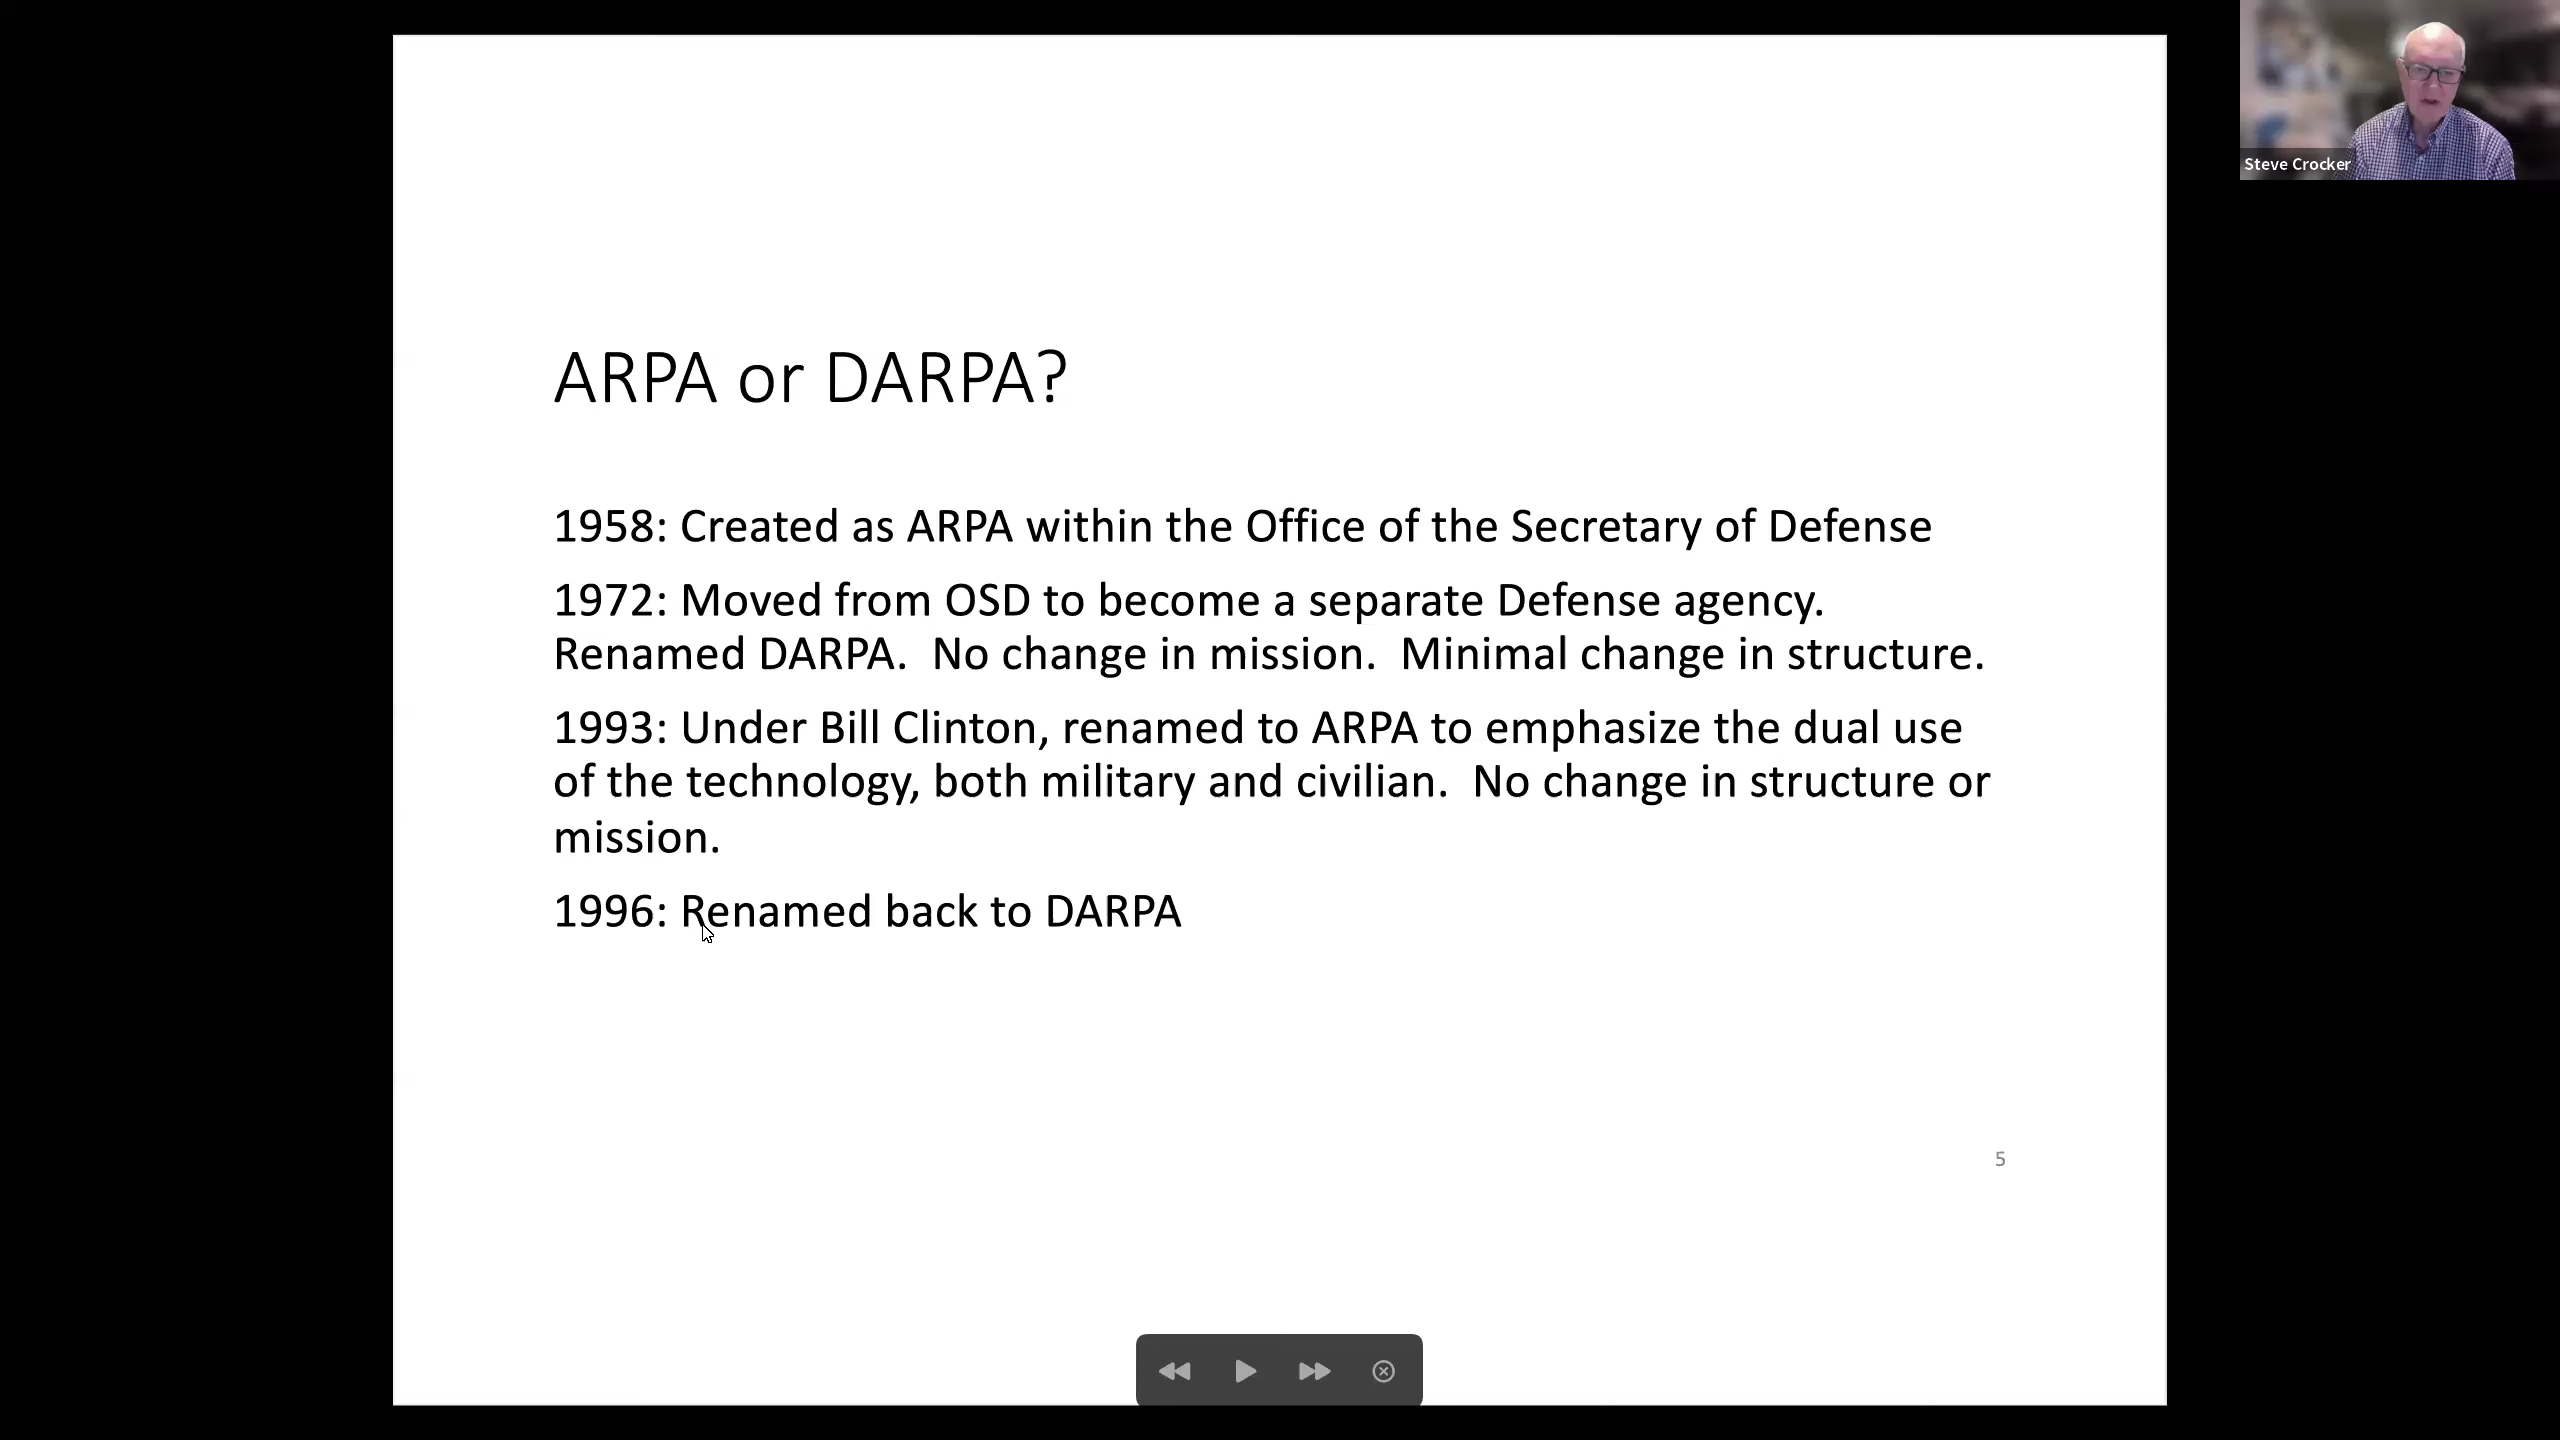 Steve Crocker
ARPA or DARPA?
1958: Created as ARPA within the Office of the Secretary of Defense
1972: Moved from OSD to become a separate Defense agency.
Renamed DARPA.  No change in mission.  Minimal change in structure.
1993: Under Bill Clinton, renamed to ARPA to emphasize the dual use
of the technology, both military and civilian.  No change in structure or
mission.
1996: Renamed back to DARPA
5